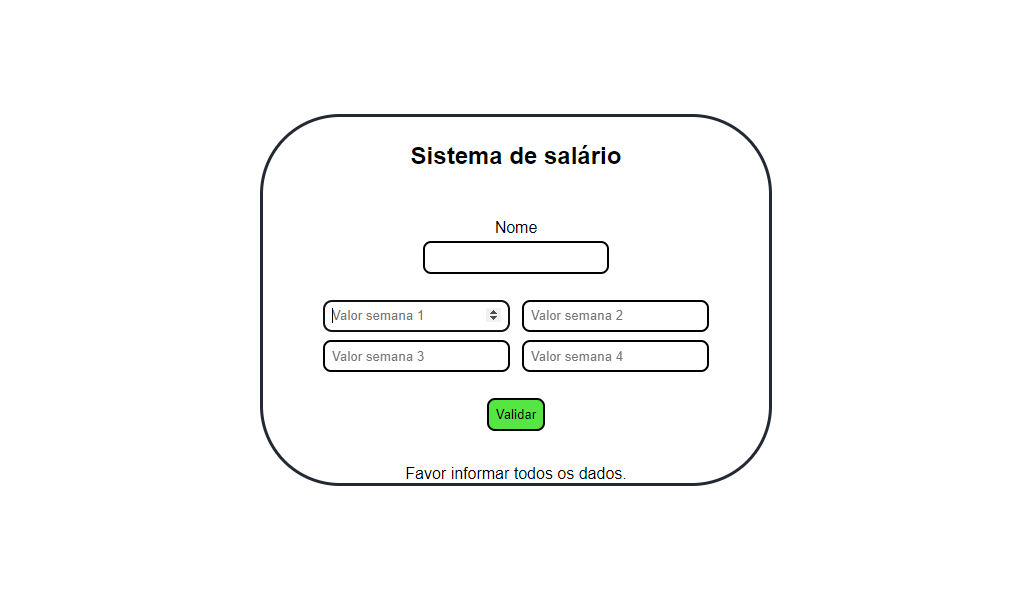 Sistema de salário
Nome
Valor semana 1
Valor semana 2
Valor semana 3
Valor semana 4
Validar
Favor informar todos os dados.